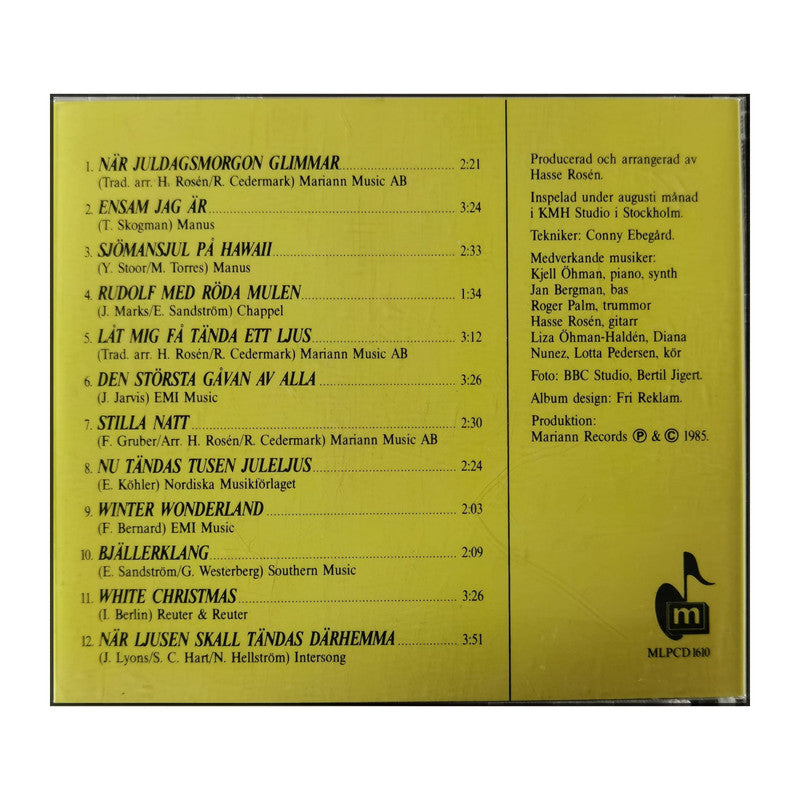 1. NÄR JULDAGSMORGON GLIMMAR 2:21
(Trad. arr. H. Rosén/R. Cedermark) Mariann Music AB
2. ENSAM JAG ÄR 3:24
(T. Skogman) Manus
3. SJÖMANSJUL PÅ HAWAII 2:33
(Y. Stoor/M. Torres) Manus
4. RUDOLF MED RÖDA MULEN 1:34
(J. Marks/E. Sandström) Chappel
5. LÅT MIG FÅ TÄNDA ETT LJUS 3:12
(Trad. arr. H. Rosén/R. Cedermark) Mariann Music AB
6. DEN STÖRSTA GÅVAN AV ALLA 3:26
(J. Jarvis) EMI Music
7. STILLA NATT 2:30
(F. Gruber/Arr. H. Rosén/R. Cedermark) Mariann Music AB
8. NU TÄNDAS TUSEN JULELJUS 2:24
(E. Köhler) Nordiska Musikförlaget
9. WINTER WONDERLAND 2:03
(F. Bernard) EMI Music
10. BJÄLLERKLANG 2:09
(E. Sandström/G. Westerberg) Southern Music
11. WHITE CHRISTMAS 3:26
(I. Berlin) Reuter & Reuter
12. NÄR LJUSEN SKALL TÄNDAS DÄRHEMMA 3:51
(J. Lyons/S. C. Hart/N. Hellström) Intersong
Producerad och arrangerad av
Hasse Rosén.
Inspelad under augusti månad
i KMH Studio i Stockholm.
Tekniker: Conny Ebegård.
Medverkande musiker:
Kjell Öhman, piano, synth
Jan Bergman, bas
Roger Palm, trummor
Hasse Rosén, gitarr
Liza Öhman-Haldén, Diana
Nunez, Lotta Pedersen, kör
Foto: BBC Studio, Bertil Jigert.
Album design: Fri Reklam.
Produktion:
Mariann Records Ⓟ & © 1985.
m
MLPCD 1610